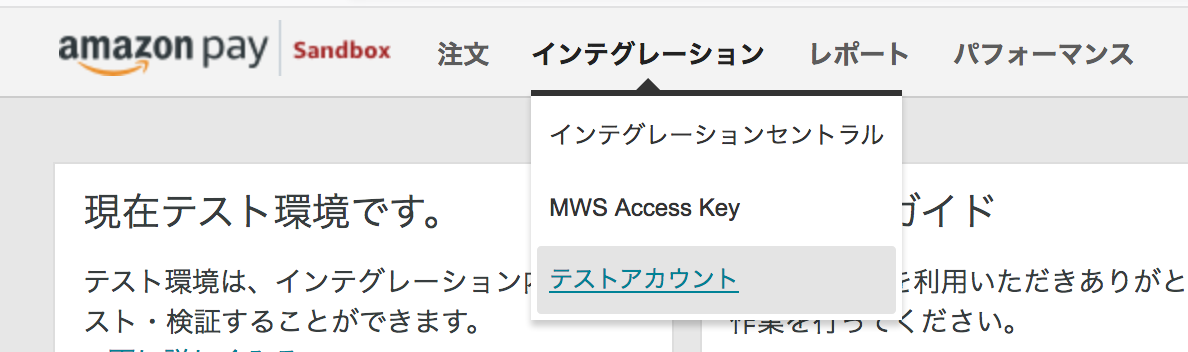 amazon pay Sandbox 注文 インテグレーション レポート パフォーマンス
インテグレーションセントラル
MWS Access Key
テストアカウント
現在テスト環境です。
テスト環境は、インテグレーション
スト・検証することができます。
ガイド
を利用いただきありがと
作業を行ってください。